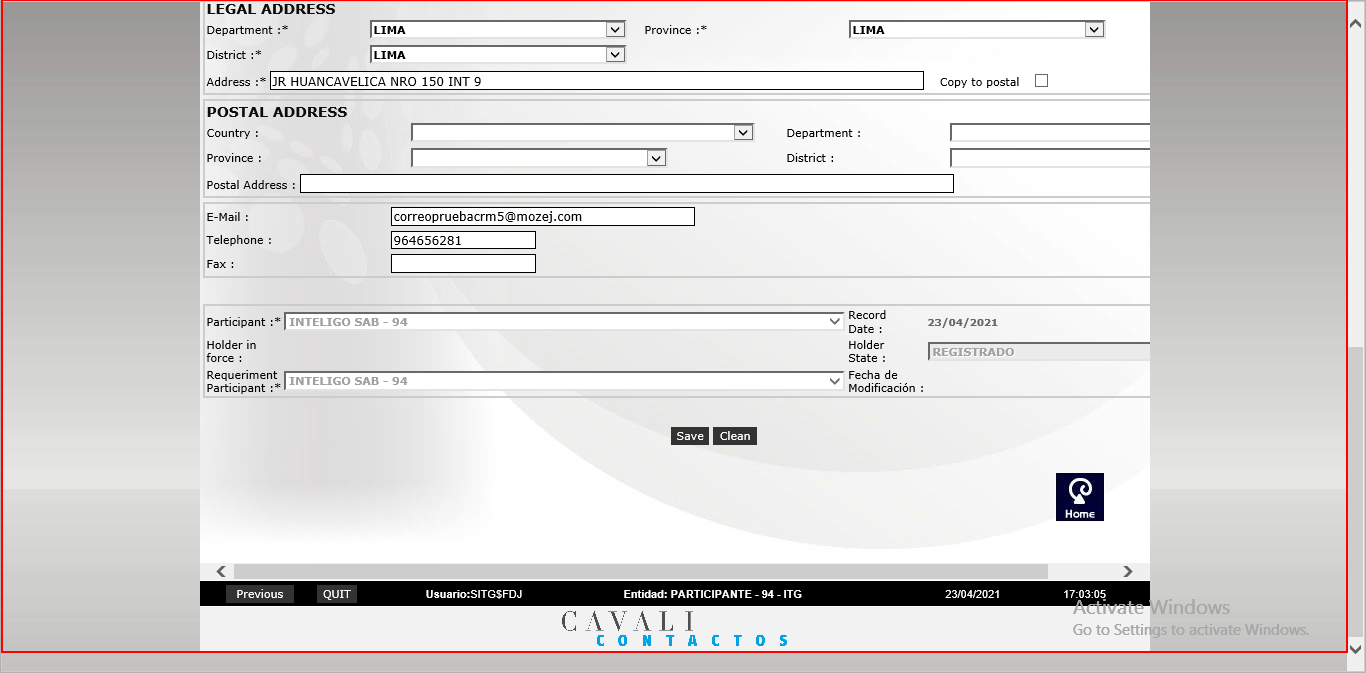 LEGAL ADDRESS
Department :* LIMA Province :* LIMA
District :* LIMA
Address :* JR HUANCAVELICA NRO 150 INT 9 Copy to postal
POSTAL ADDRESS
Country : Department :
Province : District :
Postal Address :
E-Mail : correopruebacrm5@mozej.com
Telephone : 964656281
Fax :
Participant :* INTELIGO SAB - 94 Record Date : 23/04/2021
Holder in force : Holder State : REGISTRADO
Requeriment Participant :* INTELIGO SAB - 94 Fecha de Modificación :
Save Clean
Home
Previous QUIT Usuario:SITG$FDJ Entidad: PARTICIPANTE - 94 - ITG 23/04/2021 17:03:05
CAVALI
CONTACTOS
Activate Windows
Go to Settings to activate Windows.